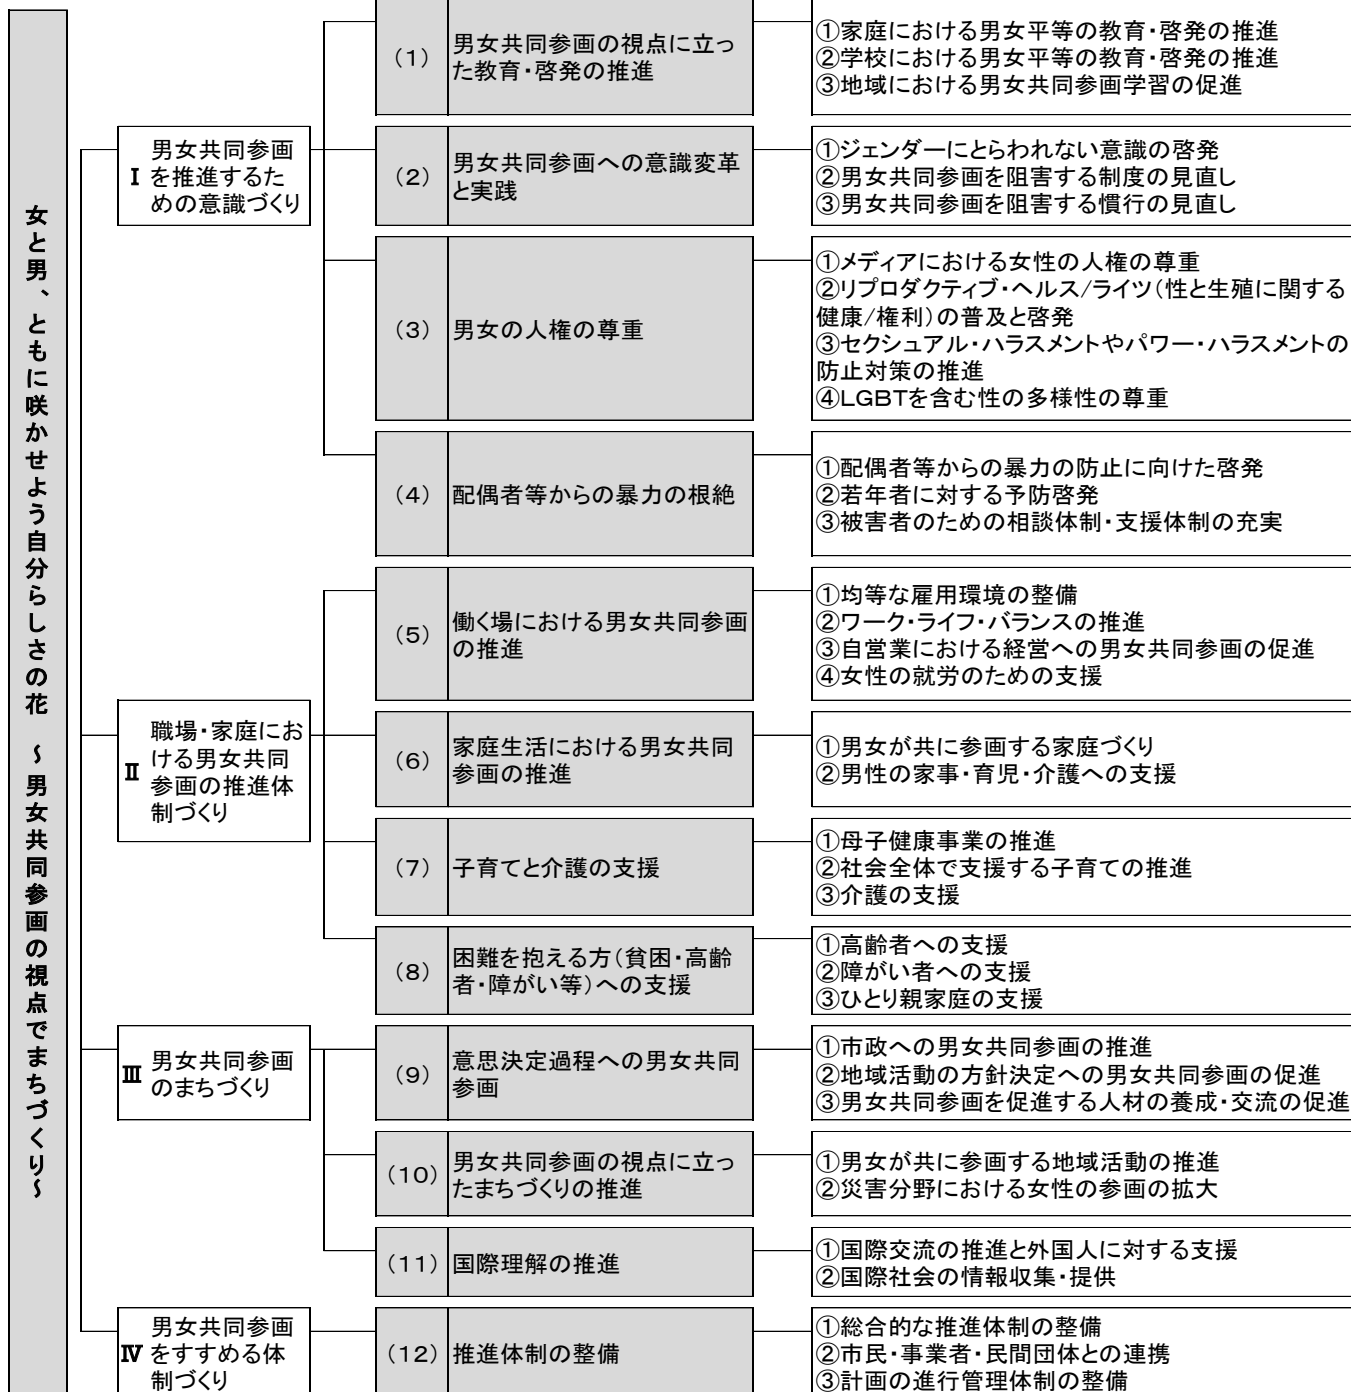 女と男、ともに咲かせよう自分らしさの花　～男女共同参画の視点でまちづくり～
Ⅰ
男女共同参画
を推進するた
めの意識づくり
（１）
男女共同参画の視点に立っ
た教育・啓発の推進
①家庭における男女平等の教育・啓発の推進
②学校における男女平等の教育・啓発の推進
③地域における男女共同参画学習の促進
（２）
男女共同参画への意識変革
と実践
①ジェンダーにとらわれない意識の啓発
②男女共同参画を阻害する制度の見直し
③男女共同参画を阻害する慣行の見直し
（３）
男女の人権の尊重
①メディアにおける女性の人権の尊重
②リプロダクティブ・ヘルス/ライツ（性と生殖に関する
健康/権利）の普及と啓発
③セクシュアル・ハラスメントやパワー・ハラスメントの
防止対策の推進
④LGBTを含む性の多様性の尊重
（４）
配偶者等からの暴力の根絶
①配偶者等からの暴力の防止に向けた啓発
②若年者に対する予防啓発
③被害者のための相談体制・支援体制の充実
Ⅱ
職場・家庭にお
ける男女共同
参画の推進体
制づくり
（５）
働く場における男女共同参画
の推進
①均等な雇用環境の整備
②ワーク・ライフ・バランスの推進
③自営業における経営への男女共同参画の促進
④女性の就労のための支援
（６）
家庭生活における男女共同
参画の推進
①男女が共に参画する家庭づくり
②男性の家事・育児・介護への支援
（７）
子育てと介護の支援
①母子健康事業の推進
②社会全体で支援する子育ての推進
③介護の支援
（８）
困難を抱える方（貧困・高齢
者・障がい等）への支援
①高齢者への支援
②障がい者への支援
③ひとり親家庭の支援
Ⅲ
男女共同参画
のまちづくり
（９）
意思決定過程への男女共同
参画
①市政への男女共同参画の推進
②地域活動の方針決定への男女共同参画の促進
③男女共同参画を促進する人材の養成・交流の促進
（１０）
男女共同参画の視点に立っ
たまちづくりの推進
①男女が共に参画する地域活動の推進
②災害分野における女性の参画の拡大
（１１）
国際理解の推進
①国際交流の推進と外国人に対する支援
②国際社会の情報収集・提供
Ⅳ
男女共同参画
をすすめる体
制づくり
（１２）
推進体制の整備
①総合的な推進体制の整備
②市民・事業者・民間団体との連携
③計画の進行管理体制の整備